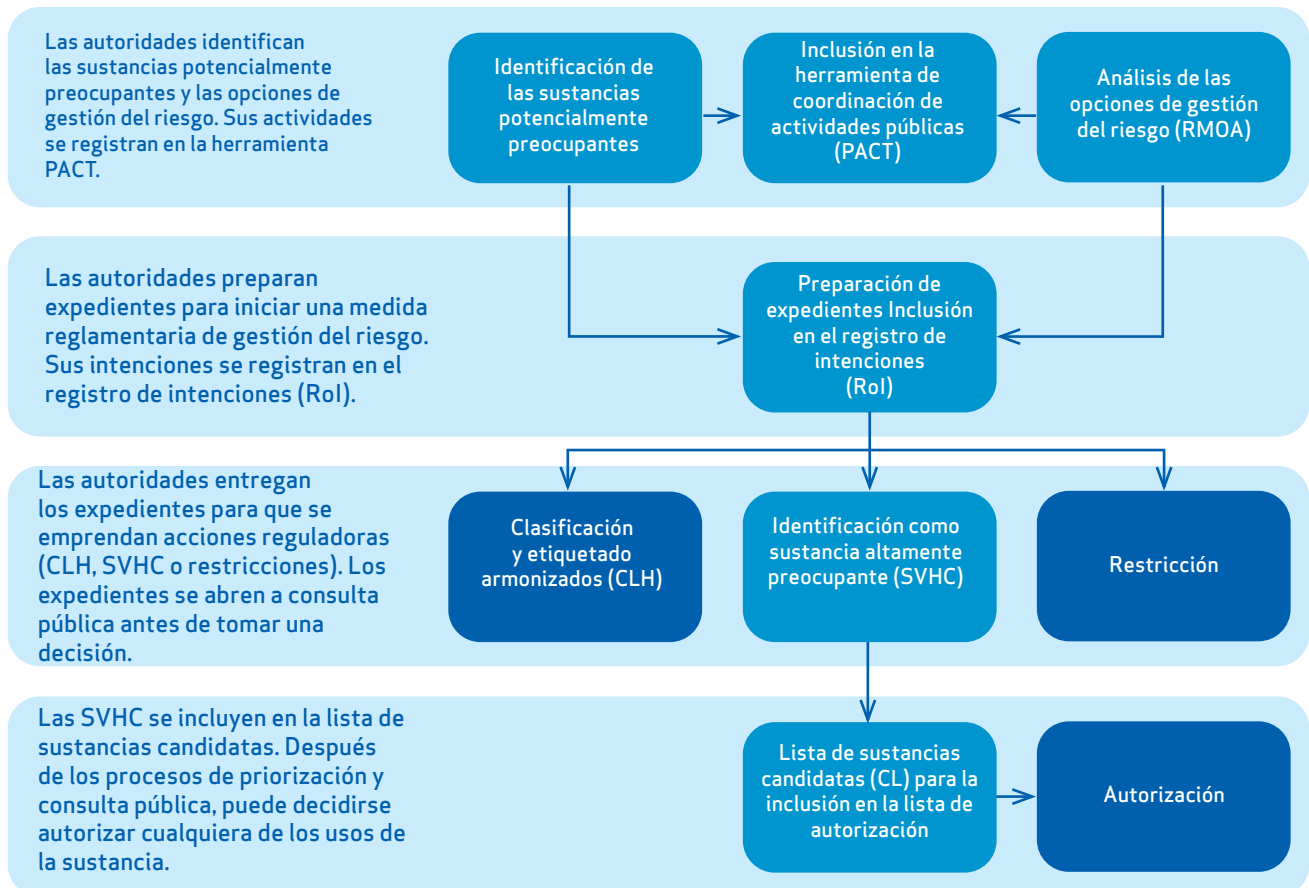 Las autoridades identifican
las sustancias potencialmente
preocupantes y las opciones de
gestión del riesgo. Sus actividades
se registran en la herramienta
PACT.
Identificación de
las sustancias
potencialmente
preocupantes
Inclusión en la
herramienta de
coordinación de
actividades públicas
(PACT)
Análisis de las
opciones de gestión
del riesgo (RMOA)
Las autoridades preparan
expedientes para iniciar una medida
reglamentaria de gestión del riesgo.
Sus intenciones se registran en el
registro de intenciones (RoI).
Preparación de
expedientes Inclusión
en el registro de
intenciones
(RoI)
Las autoridades entregan
los expedientes para que se
emprendan acciones reguladoras
(CLH, SVHC o restricciones). Los
expedientes se abren a consulta
pública antes de tomar una
decisión.
Clasificación
y etiquetado
armonizados (CLH)
Identificación como
sustancia altamente
preocupante (SVHC)
Restricción
Las SVHC se incluyen en la lista de
sustancias candidatas. Después
de los procesos de priorización y
consulta pública, puede decidirse
autorizar cualquiera de los usos de
la sustancia.
Lista de sustancias
candidatas (CL) para la
inclusión en la lista de
autorización
Autorización